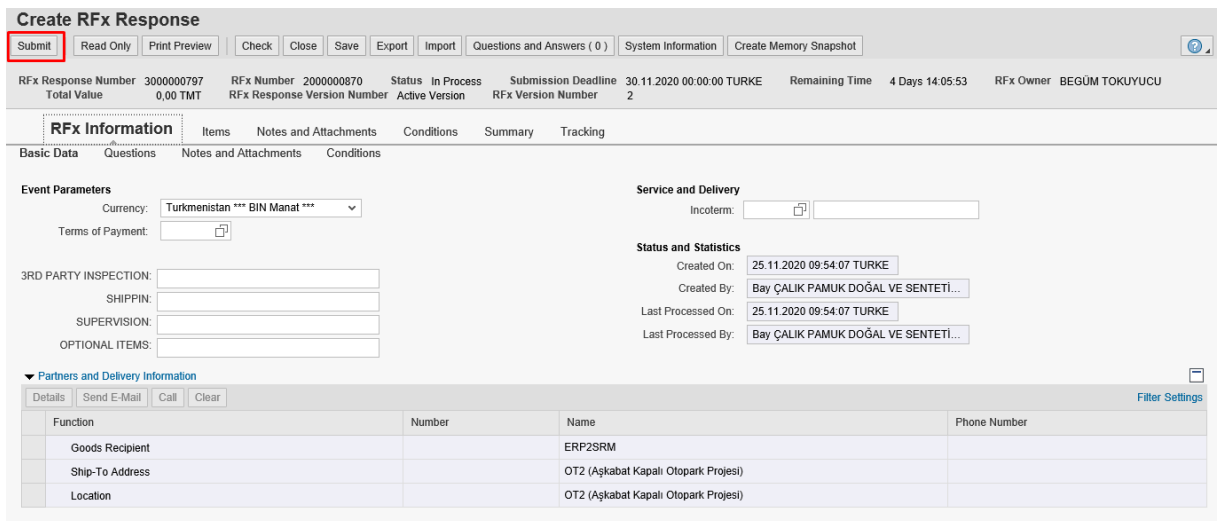 Create RFx Response
Submit Read Only Print Preview Check Close Save Export Import Questions and Answers ( 0 ) System Information Create Memory Snapshot
RFx Response Number 3000000797 RFx Number 2000000870 Status In Process Submission Deadline 30.11.2020 00:00:00 TURKE Remaining Time 4 Days 14:05:53 RFx Owner BEGÜM TOKUYUCU
Total Value 0,00 TMT RFx Response Version Number Active Version RFx Version Number 2
RFx Information Items Notes and Attachments Conditions Summary Tracking
Basic Data Questions Notes and Attachments Conditions
Event Parameters Service and Delivery
Currency: Turkmenistan *** BIN Manat *** Incoterm:
Terms of Payment:
Status and Statistics
Created On: 25.11.2020 09:54:07 TURKE
3RD PARTY INSPECTION:
Created By: Bay ÇALIK PAMUK DOĞAL VE SENTETİ...
SHIPPIN:
Last Processed On: 25.11.2020 09:54:07 TURKE
SUPERVISION:
Last Processed By: Bay ÇALIK PAMUK DOĞAL VE SENTETİ...
OPTIONAL ITEMS:
Partners and Delivery Information
Details Send E-Mail Call Clear Filter Settings
Function Number Name Phone Number
Goods Recipient ERP2SRM
Ship-To Address OT2 (Aşkabat Kapalı Otopark Projesi)
Location OT2 (Aşkabat Kapalı Otopark Projesi)